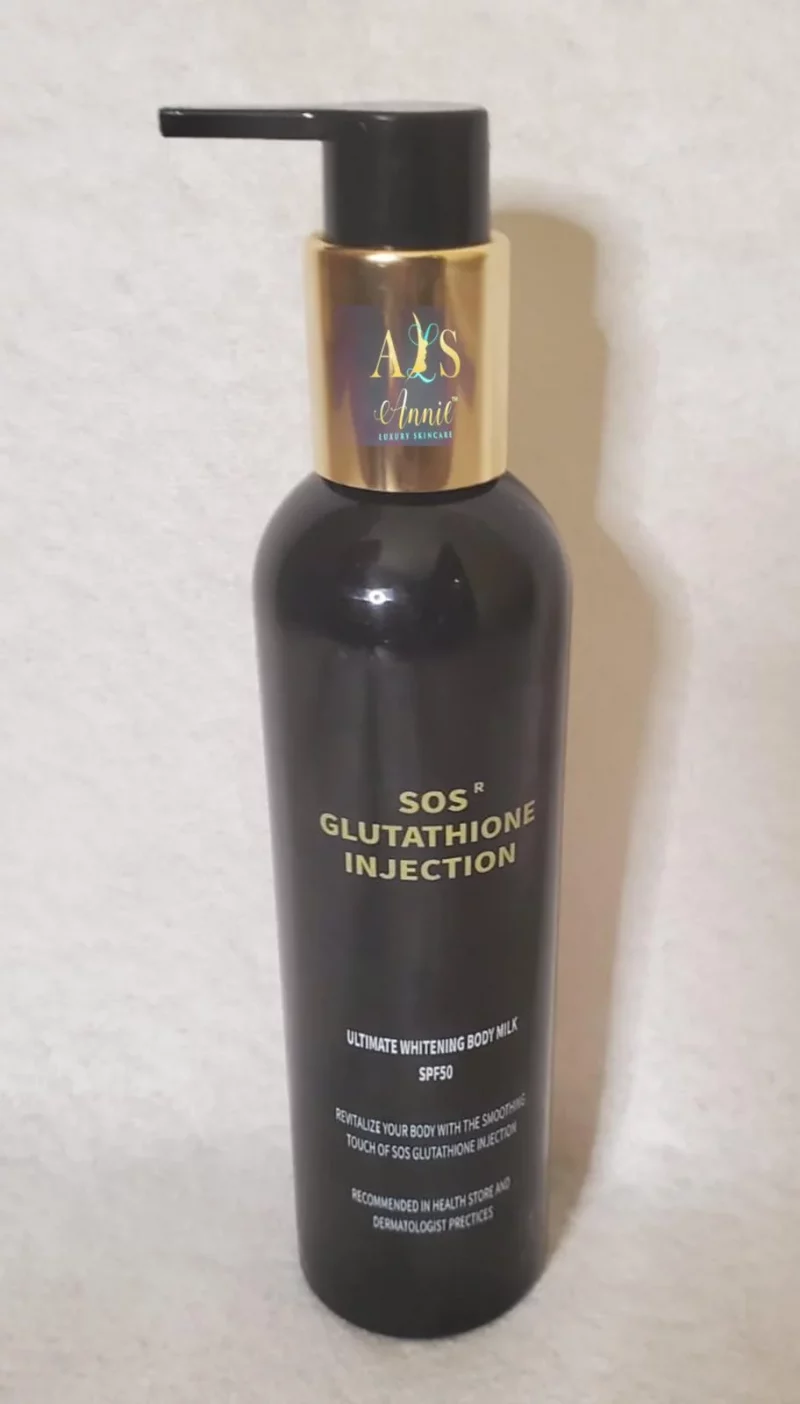 ALS
Annie™
LUXURY SKINCARE
SOS R
GLUTATHIONE
INJECTION
ULTIMATE WHITENING BODY MILK
SPF50
REVITALIZE YOUR BODY WITH THE SMOOTHING
TOUCH OF SOS GLUTATHIONE INJECTION
RECOMMENDED IN HEALTH STORE AND
DERMATOLOGIST PRECTICES